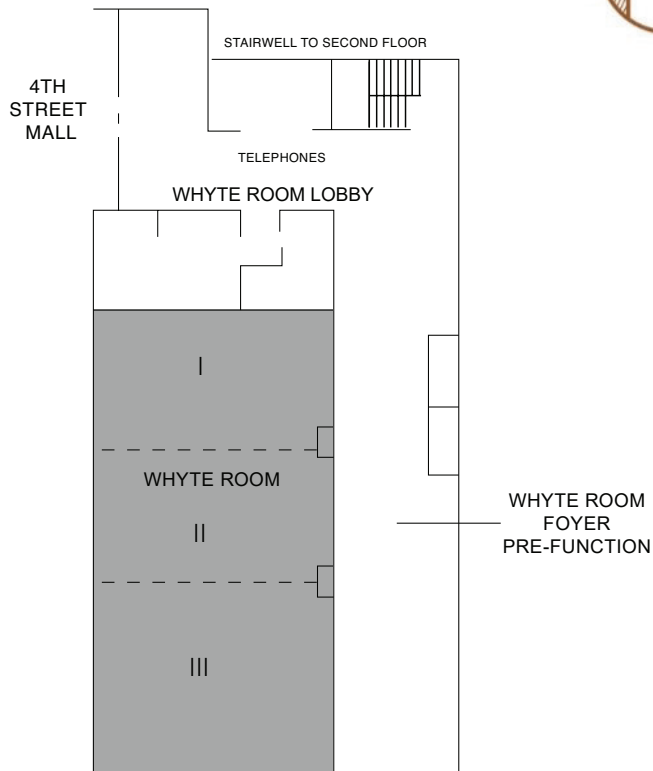 STAIRWELL TO SECOND FLOOR
4TH
STREET
MALL
TELEPHONES
WHYTE ROOM LOBBY
I
WHYTE ROOM
II
WHYTE ROOM
FOYER
PRE-FUNCTION
III